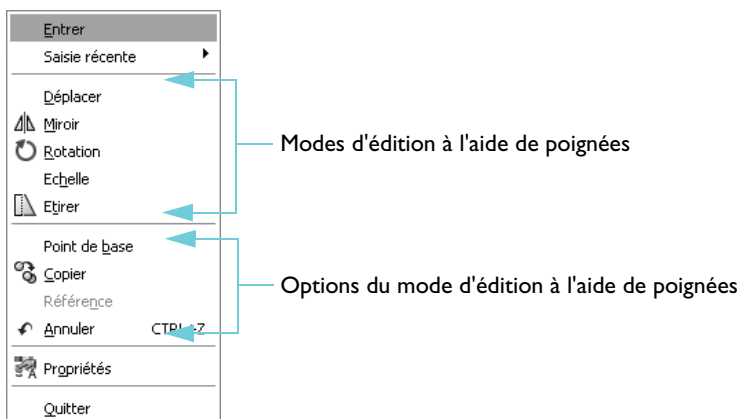 Entrer
Saisie récente
Déplacer
Miroir
Rotation
Echelle
Etirer
Modes d'édition à l'aide de poignées
Point de base
Copier
Référence
Annuler CTRL+Z
Options du mode d'édition à l'aide de poignées
Propriétés
Quitter